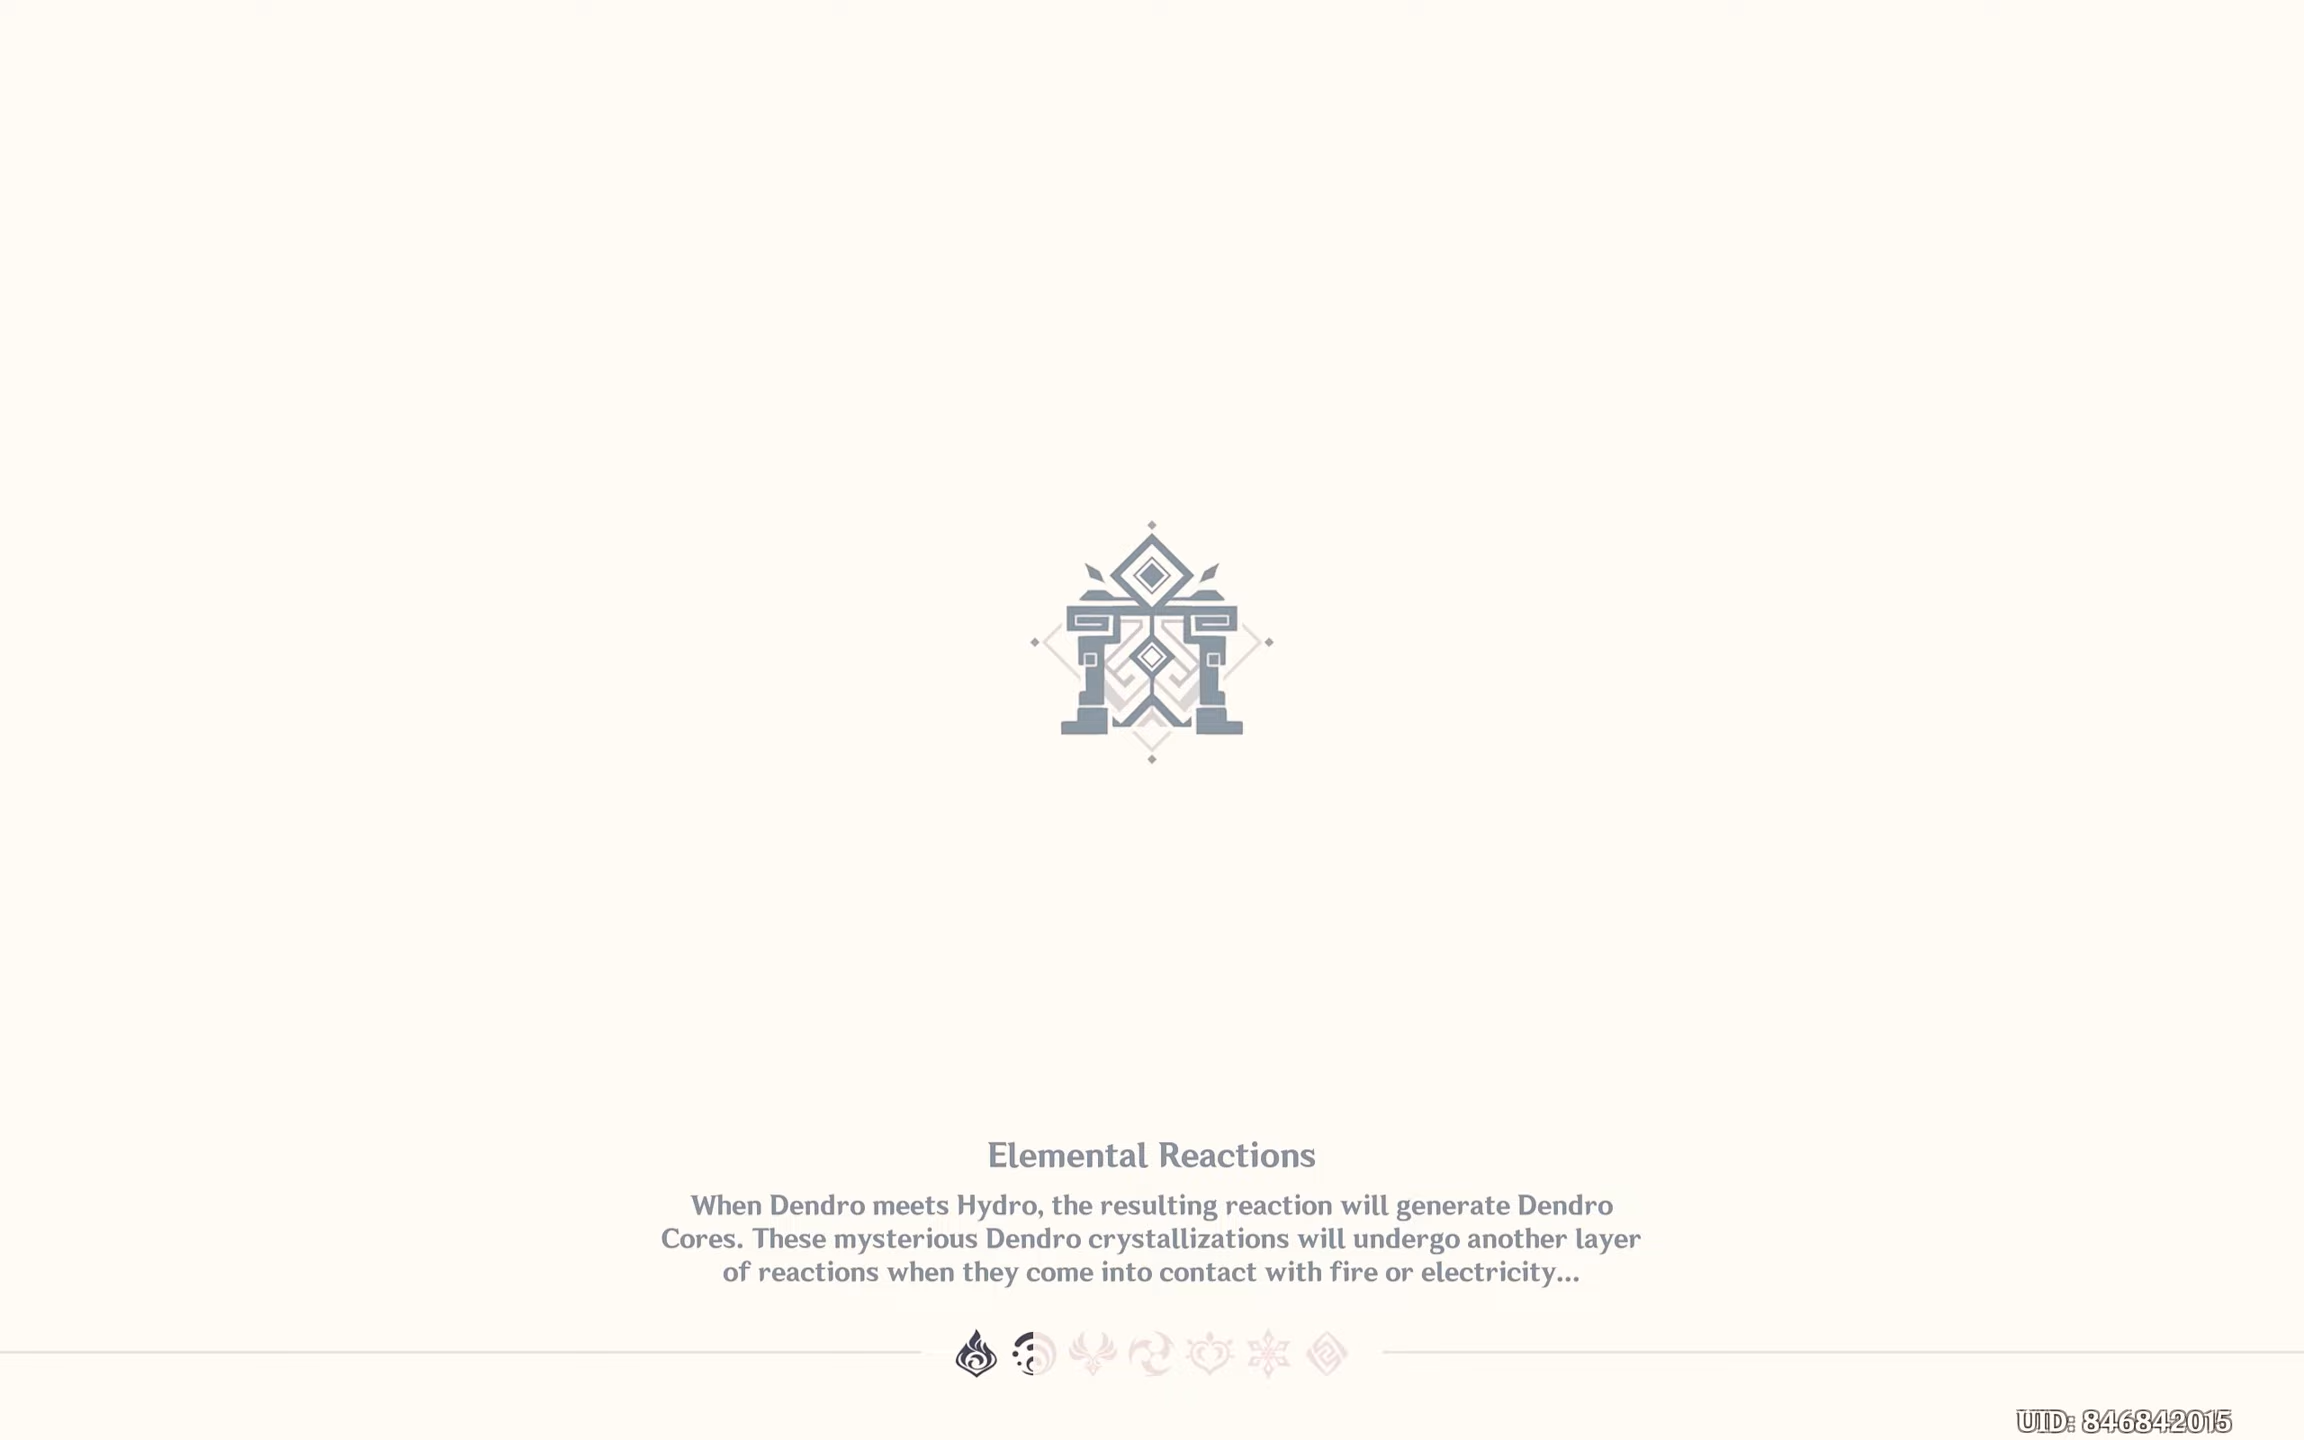 Elemental Reactions
When Dendro meets Hydro, the resulting reaction will generate Dendro
Cores. These mysterious Dendro crystallizations will undergo another layer
of reactions when they come into contact with fire or electricity...
UID: 846842015